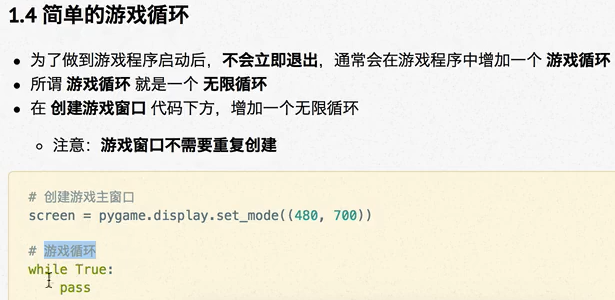 1.4 简单的游戏循环
为了做到游戏程序启动后，不会立即退出，通常会在游戏程序中增加一个 游戏循环
所谓 游戏循环 就是一个 无限循环
在 创建游戏窗口 代码下方，增加一个无限循环
注意：游戏窗口不需要重复创建
# 创建游戏主窗口
screen = pygame.display.set_mode((480, 700))
# 游戏循环
while True:
    pass